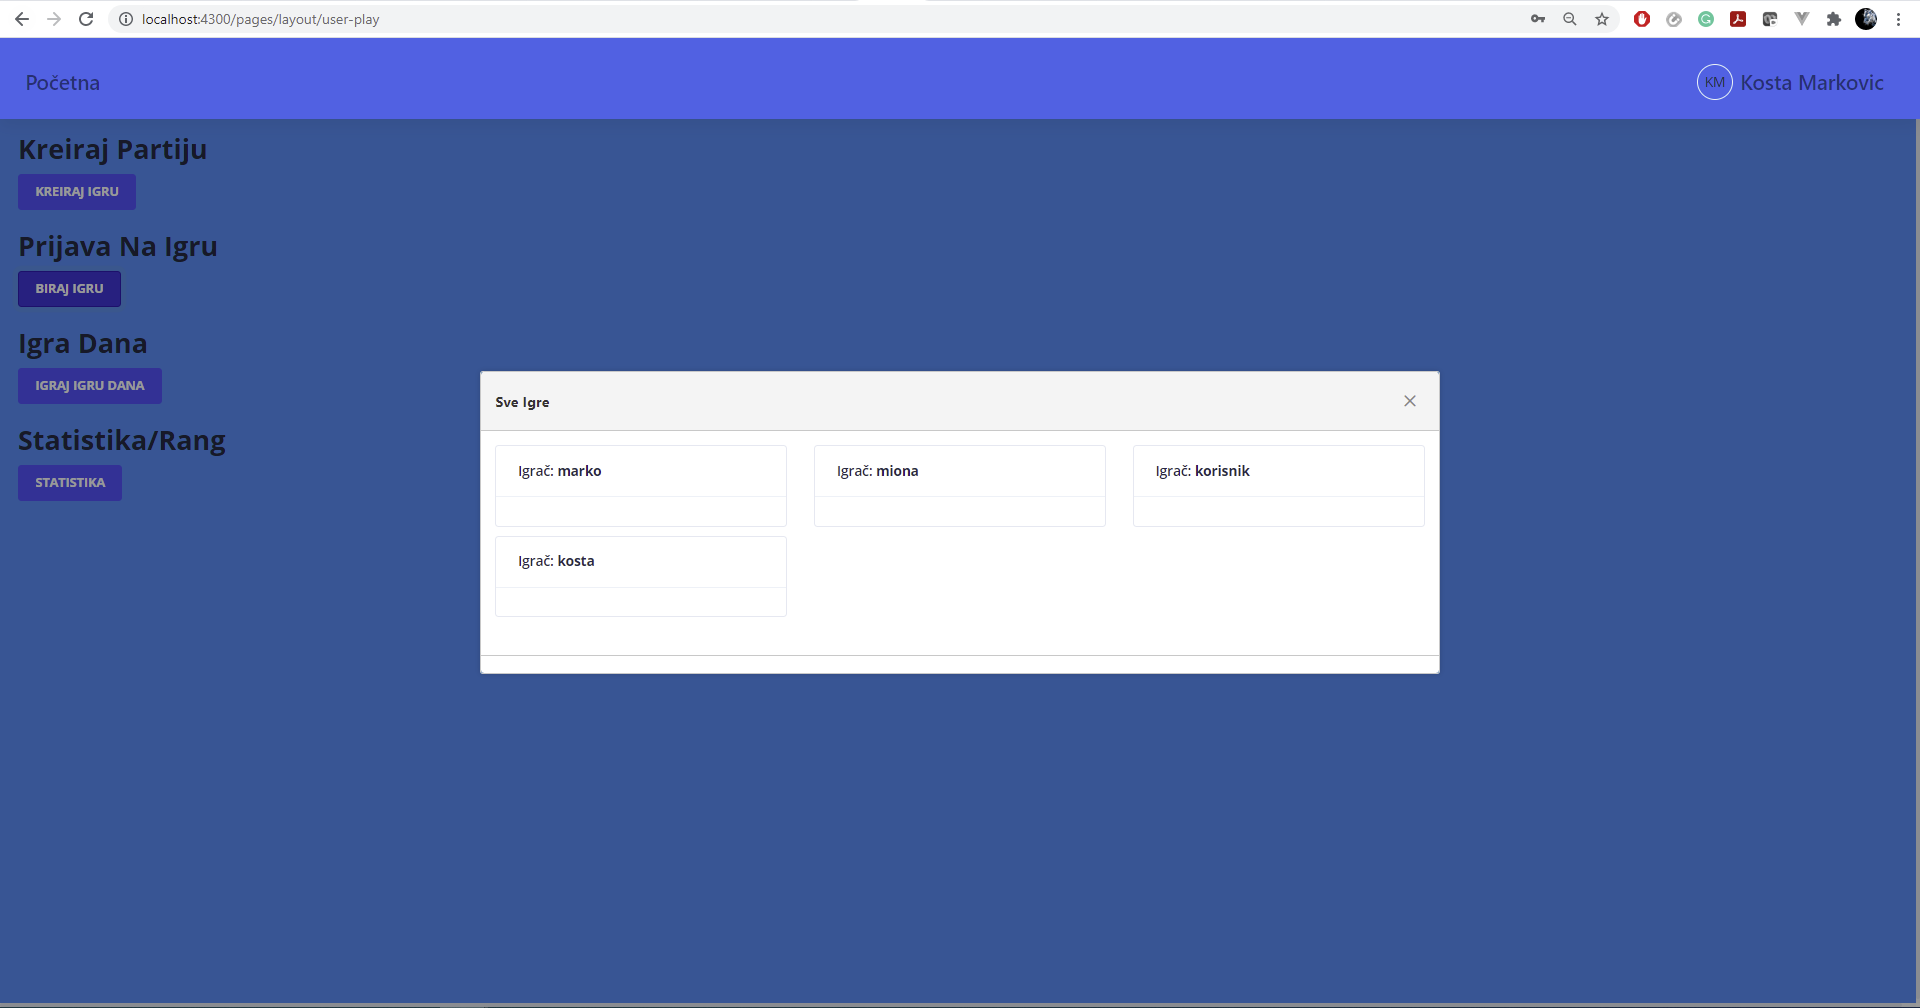 localhost:4300/pages/layout/user-play
Početna
KM Kosta Markovic
Kreiraj Partiju
KREIRAJ IGRU
Prijava Na Igru
BIRAJ IGRU
Igra Dana
IGRAJ IGRU DANA
Statistika/Rang
STATISTIKA
Sve Igre
Igrač: marko
Igrač: miona
Igrač: korisnik
Igrač: kosta